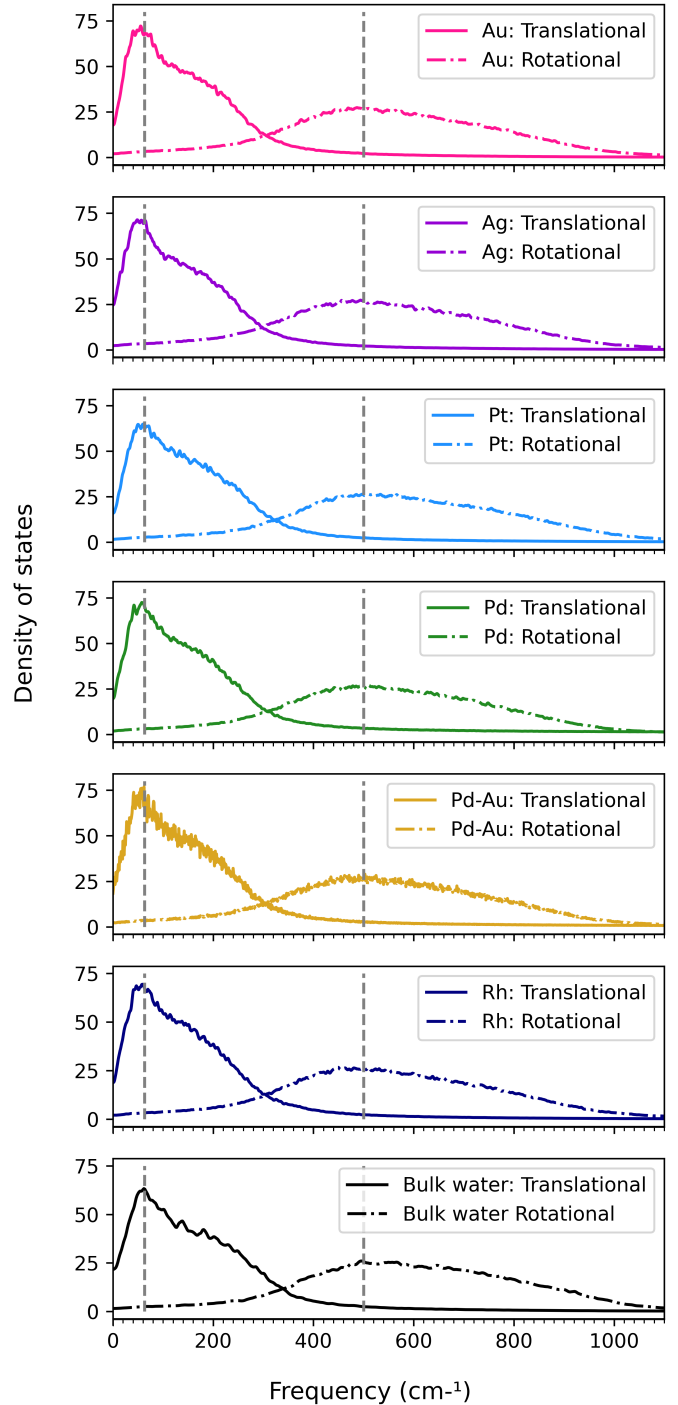 Density of states
75
50
25
0
Au: Translational
Au: Rotational
75
50
25
0
Ag: Translational
Ag: Rotational
75
50
25
0
Pt: Translational
Pt: Rotational
75
50
25
0
Pd: Translational
Pd: Rotational
75
50
25
0
Pd-Au: Translational
Pd-Au: Rotational
75
50
25
0
Rh: Translational
Rh: Rotational
75
50
25
0
Bulk water: Translational
Bulk water Rotational
0 200 400 600 800 1000
Frequency (cm-¹)